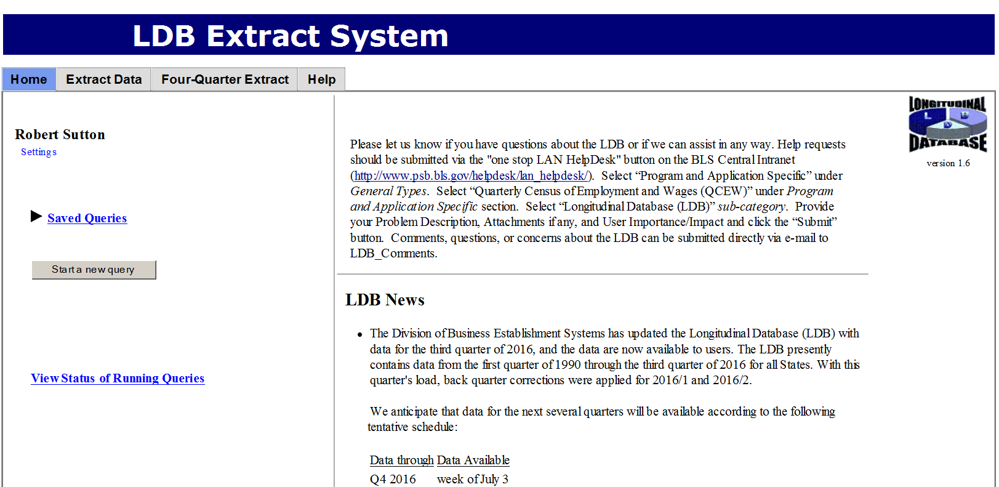 LDB Extract System
Home Extract Data Four-Quarter Extract Help
Robert Sutton
Settings
Saved Queries
Start a new query
View Status of Running Queries
Please let us know if you have questions about the LDB or if we can assist in any way. Help requests
should be submitted via the "one stop LAN HelpDesk" button on the BLS Central Intranet
(http://www.psb.bls.gov/helpdesk/lan_helpdesk/).  Select “Program and Application Specific” under
General Types.  Select “Quarterly Census of Employment and Wages (QCEW)” under Program
and Application Specific section.  Select “Longitudinal Database (LDB)” sub-category.  Provide
your Problem Description, Attachments if any, and User Importance/Impact and click the “Submit”
button.  Comments, questions, or concerns about the LDB can be submitted directly via e-mail to
LDB_Comments.
LDB News
• The Division of Business Establishment Systems has updated the Longitudinal Database (LDB) with
data for the third quarter of 2016, and the data are now available to users. The LDB presently
contains data from the first quarter of 1990 through the third quarter of 2016 for all States. With this
quarter's load, back quarter corrections were applied for 2016/1 and 2016/2.
We anticipate that data for the next several quarters will be available according to the following
tentative schedule:
Data through Data Available
Q4 2016 week of July 3
LONGITUDINAL
L D B
DATABASE
version 1.6